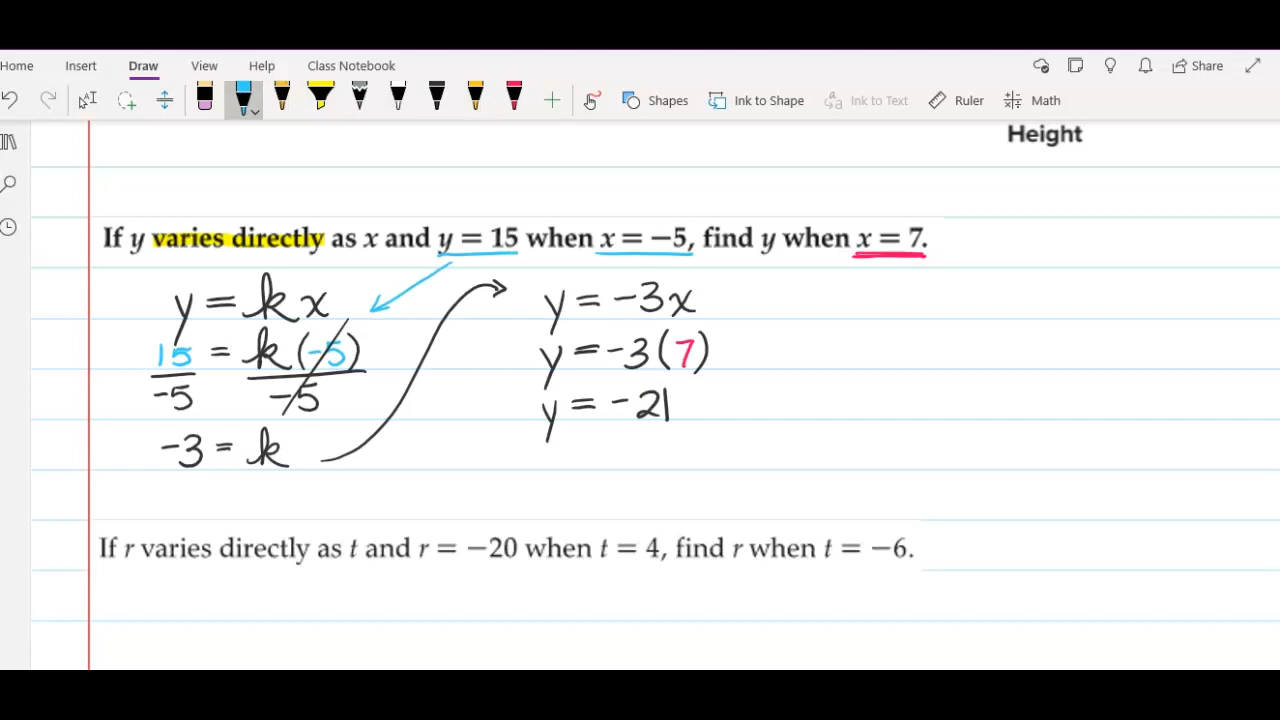 Home Insert Draw View Help Class Notebook Share
Shapes Ink to Shape Ink to Text Ruler Math
Height
If y varies directly as x and y = 15 when x = −5, find y when x = 7.
y = kx
15 = k(-5)
-5 -5
-3 = k
y = -3x
y = -3(7)
y = -21
If r varies directly as t and r = −20 when t = 4, find r when t = −6.